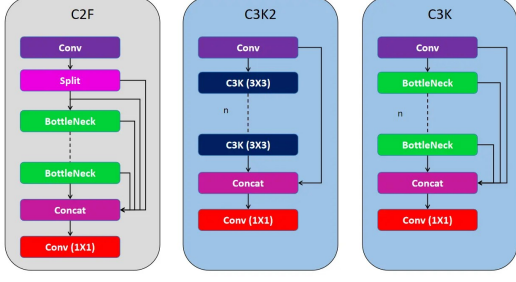 C2F
Conv
Split
BottleNeck
BottleNeck
Concat
Conv (1X1)
C3K2
Conv
C3K (3X3)
n
C3K (3X3)
Concat
Conv (1X1)
C3K
Conv
BottleNeck
n
BottleNeck
Concat
Conv (1X1)